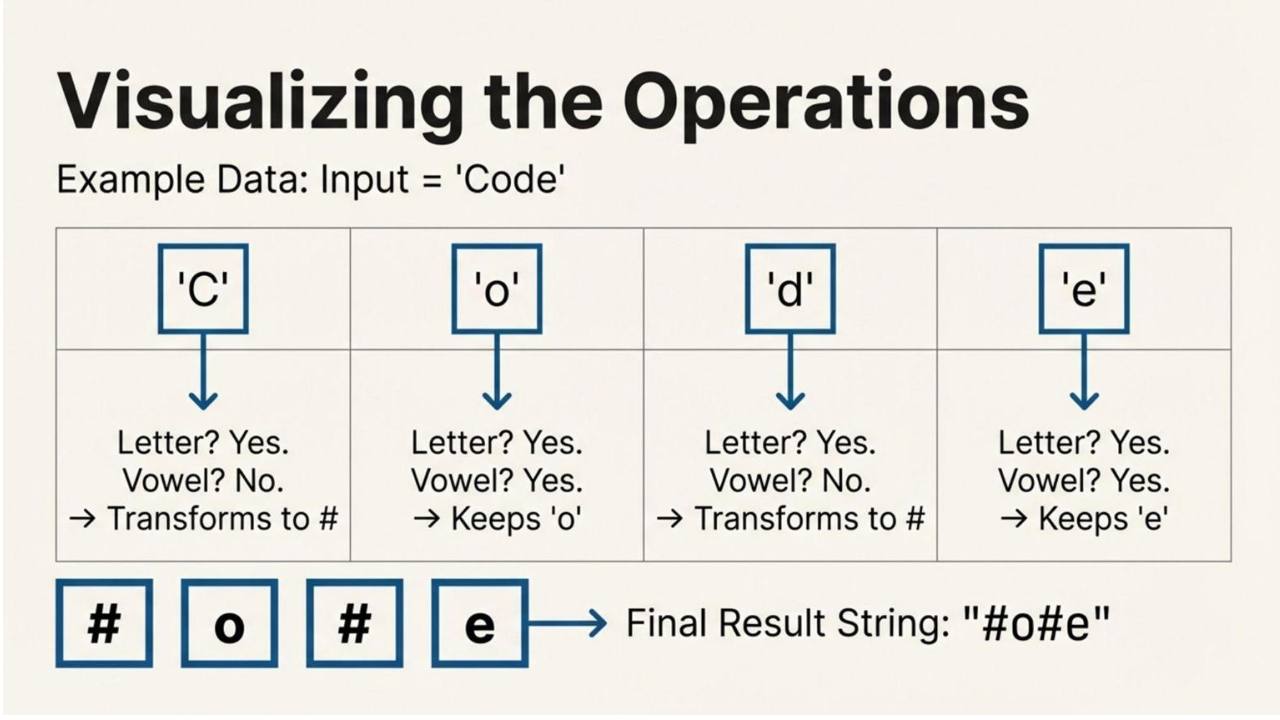 Visualizing the Operations
Example Data: Input = 'Code'
'C'
'o'
'd'
'e'
Letter? Yes.
Vowel? No.
→ Transforms to #
Letter? Yes.
Vowel? Yes.
→ Keeps 'o'
Letter? Yes.
Vowel? No.
→ Transforms to #
Letter? Yes.
Vowel? Yes.
→ Keeps 'e'
# o # e
Final Result String: "#o#e"